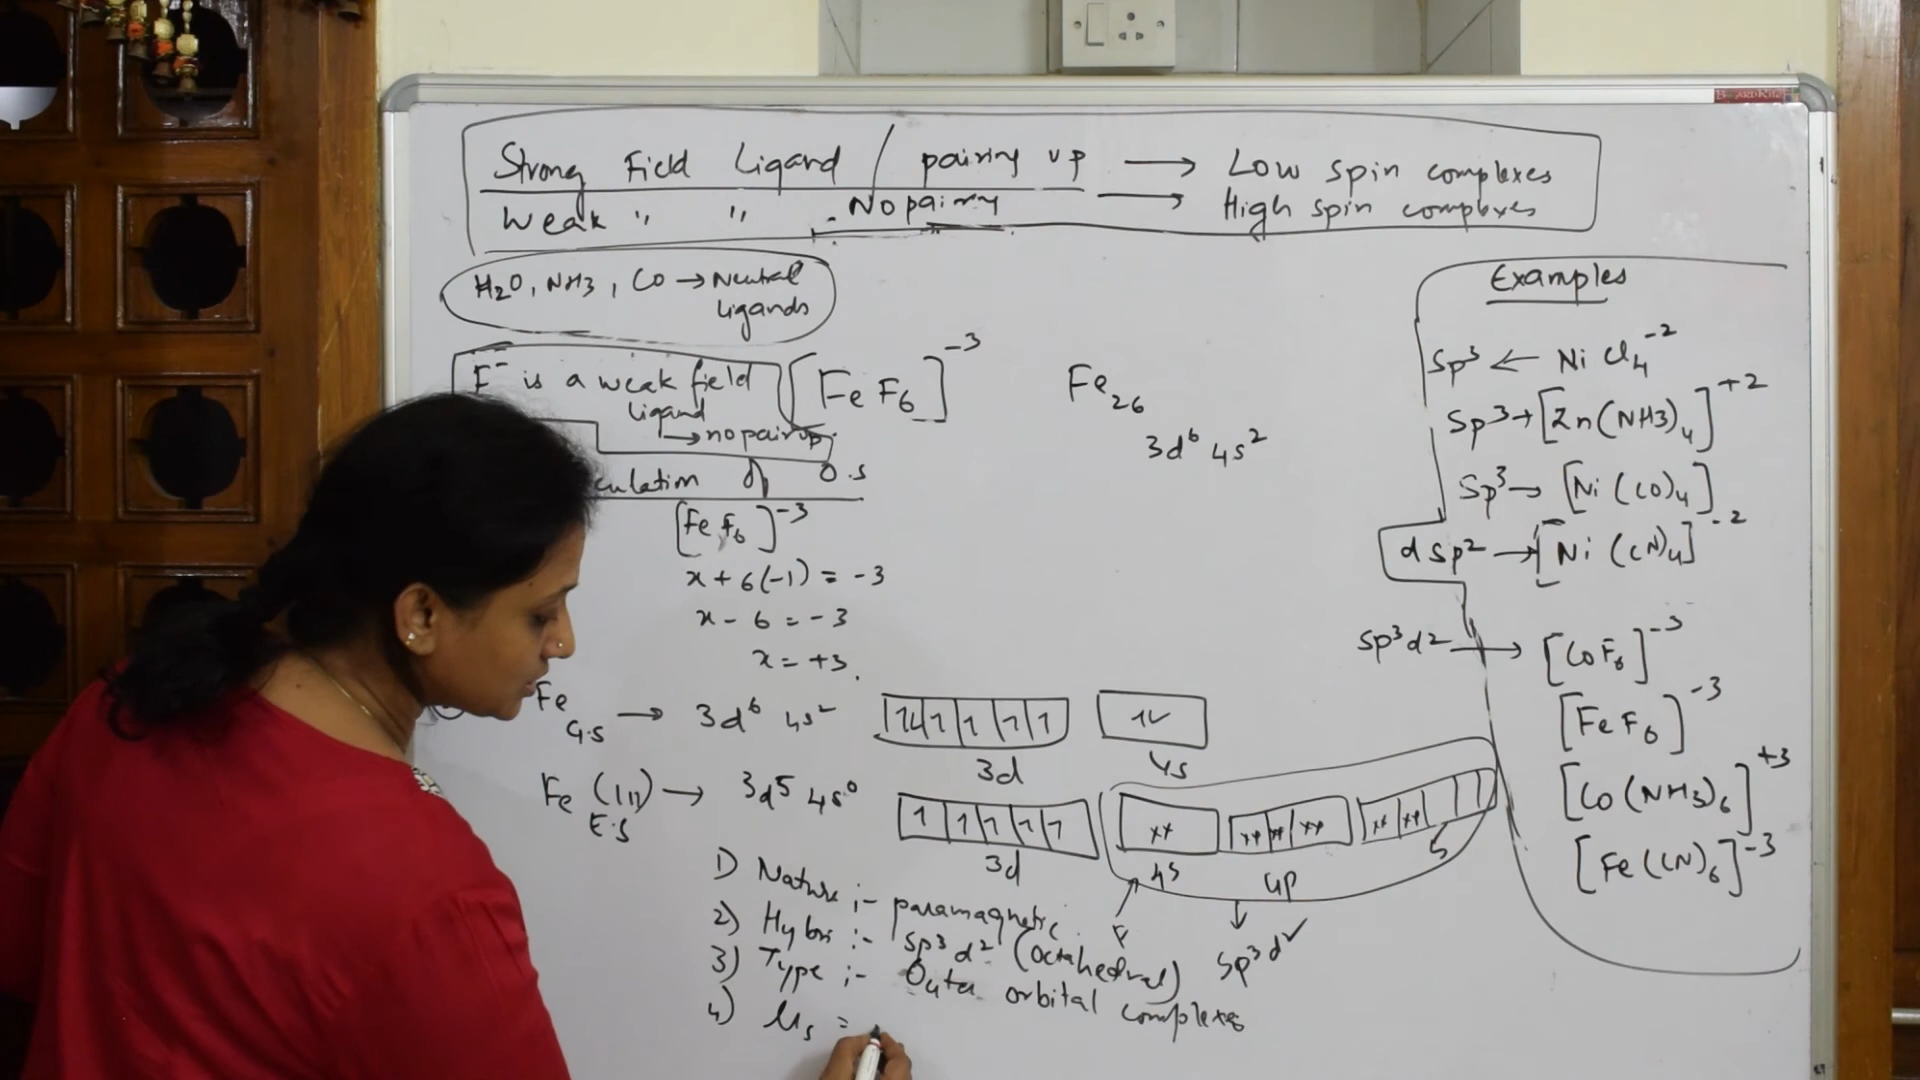 Strong Field Ligand / pairing up → Low spin complexes
Weak " " - No pairing → High spin complexes
H2O, NH3, CO → Neutral
Ligands
F⁻ is a weak field
Ligand
→ no pair up
[FeF6]⁻³
Fe26
3d⁶ 4s²
culation of O.S
[FeF6]⁻³
x + 6(-1) = -3
x - 6 = -3
x = +3.
Fe → 3d⁶ 4s²
G.S
3d
4s
Fe (III) → 3d⁵ 4s⁰
E.S
3d
4s
4p
F
sp³d²
1) Nature :- paramagnetic
2) Hybri :- sp³d² (octahedral)
3) Type :- Outer orbital complexes
4) μs =
Examples
Sp³ ← NiCl4⁻²
Sp³ → [Zn(NH3)4]⁺²
Sp³ → [Ni(CO)4]
dsp² → [Ni(CN)4]⁻²
Sp³d² → [CoF6]⁻³
[FeF6]⁻³
[Co(NH3)6]⁺³
[Fe(CN)6]⁻³